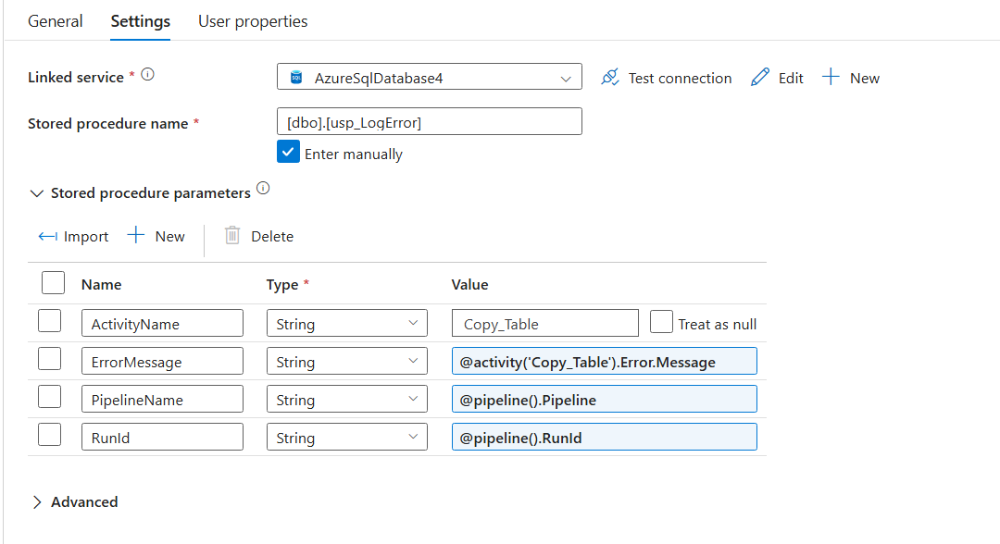 General Settings User properties
Linked service * AzureSqlDatabase4 Test connection Edit New
Stored procedure name * [dbo].[usp_LogError]
Enter manually
Stored procedure parameters
Import New Delete
Name Type * Value
ActivityName String Copy_Table Treat as null
ErrorMessage String @activity('Copy_Table').Error.Message
PipelineName String @pipeline().Pipeline
RunId String @pipeline().RunId
Advanced